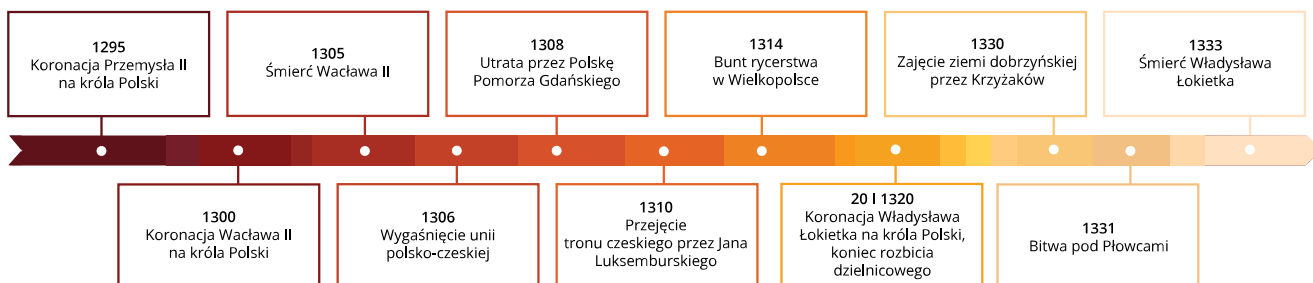 1295
Koronacja Przemysła II
na króla Polski
1305
Śmierć Wacława II
1308
Utrata przez Polskę
Pomorza Gdańskiego
1314
Bunt rycerstwa
w Wielkopolsce
1330
Zajęcie ziemi dobrzyńskiej
przez Krzyżaków
1333
Śmierć Władysława
Łokietka
1300
Koronacja Wacława II
na króla Polski
1306
Wygaśnięcie unii
polsko-czeskiej
1310
Przejęcie
tronu czeskiego przez Jana
Luksemburskiego
20 I 1320
Koronacja Władysława
Łokietka na króla Polski,
koniec rozbicia
dzielnicowego
1331
Bitwa pod Płowcami